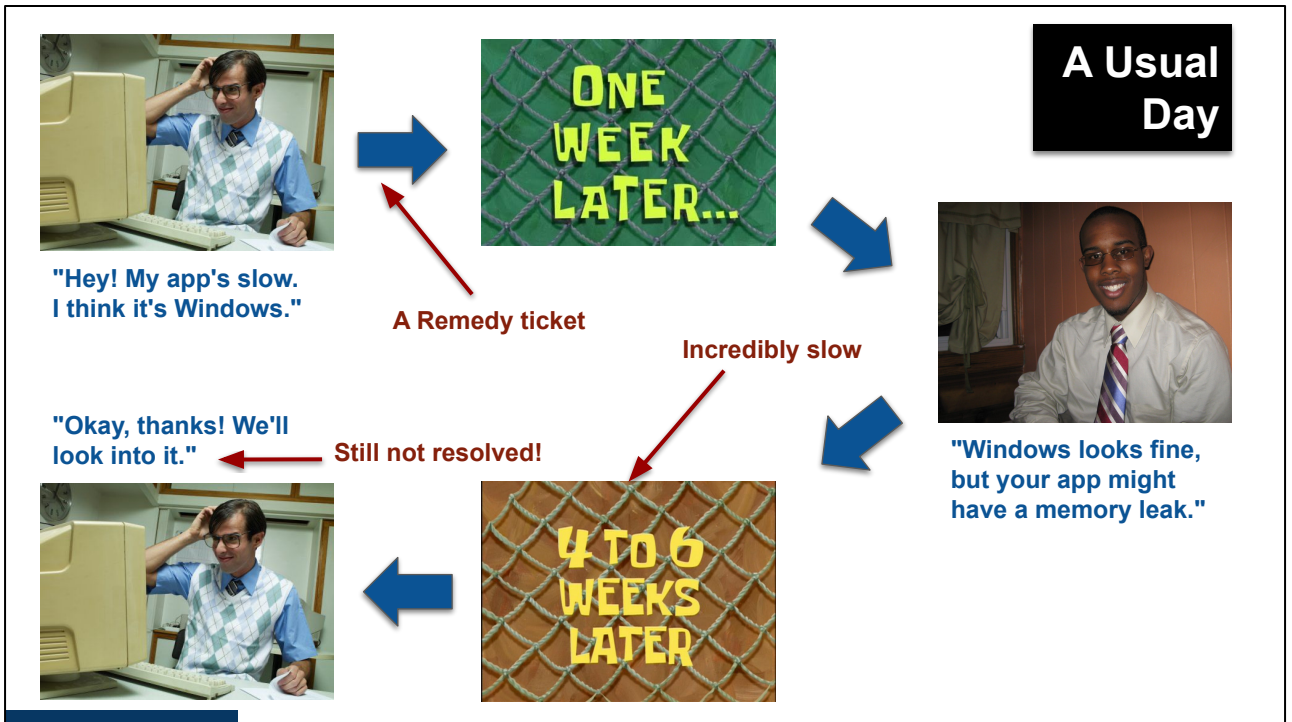 A Usual
Day
ONE
WEEK
LATER...
"Hey! My app's slow.
I think it's Windows."
A Remedy ticket
Incredibly slow
"Windows looks fine,
but your app might
have a memory leak."
4 TO 6
WEEKS
LATER
"Okay, thanks! We'll
look into it."
Still not resolved!